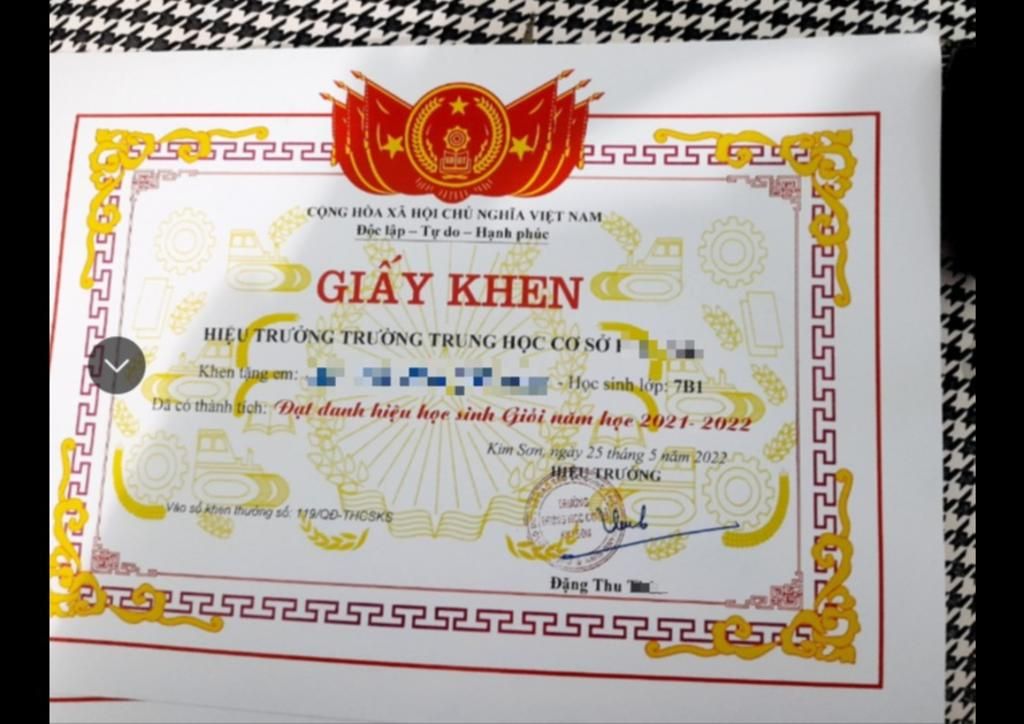 CỘNG HÒA XÃ HỘI CHỦ NGHĨA VIỆT NAM
Độc lập – Tự do – Hạnh phúc
GIẤY KHEN
HIỆU TRƯỞNG TRƯỜNG TRUNG HỌC CƠ SỞ
Khen tặng em: - Học sinh lớp: 7B1
Đã có thành tích: Đạt danh hiệu học sinh Giỏi năm học 2021- 2022
Kim Sơn, ngày 25 tháng 5 năm 2022
HIỆU TRƯỞNG
Vào sổ khen thưởng số: 119/QĐ-THCSKS
Đặng Thu